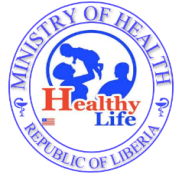 MINISTRY OF HEALTH
Healthy
Life
REPUBLIC OF LIBERIA